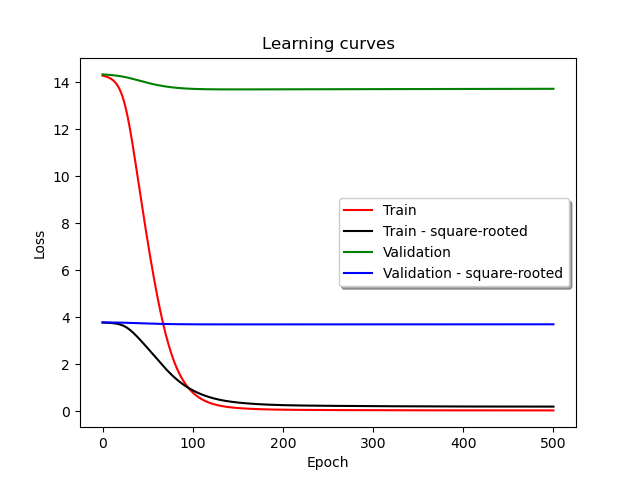 Learning curves
14
12
10
8
6
4
2
0
Loss
Train
Train - square-rooted
Validation
Validation - square-rooted
0 100 200 300 400 500
Epoch